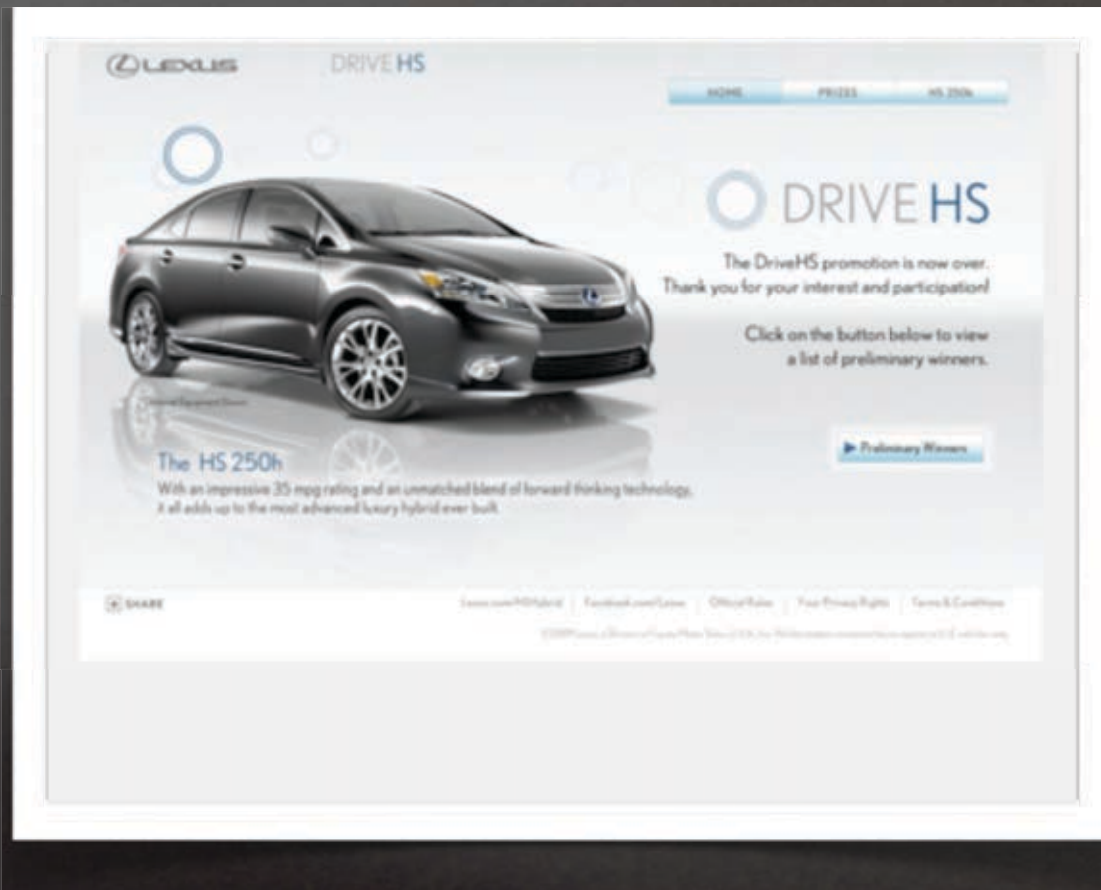 LEXUS
DRIVE HS
HOME PRIZES HS 250h
DRIVE HS
The DriveHS promotion is now over.
Thank you for your interest and participation!
Click on the button below to view
a list of preliminary winners.
Preliminary Winners
The HS 250h
With an impressive 35 mpg rating and an unmatched blend of forward thinking technology,
it all adds up to the most advanced luxury hybrid ever built
SHARE
Facebook.com/Lexus Official Rules Your Privacy Rights Terms & Conditions